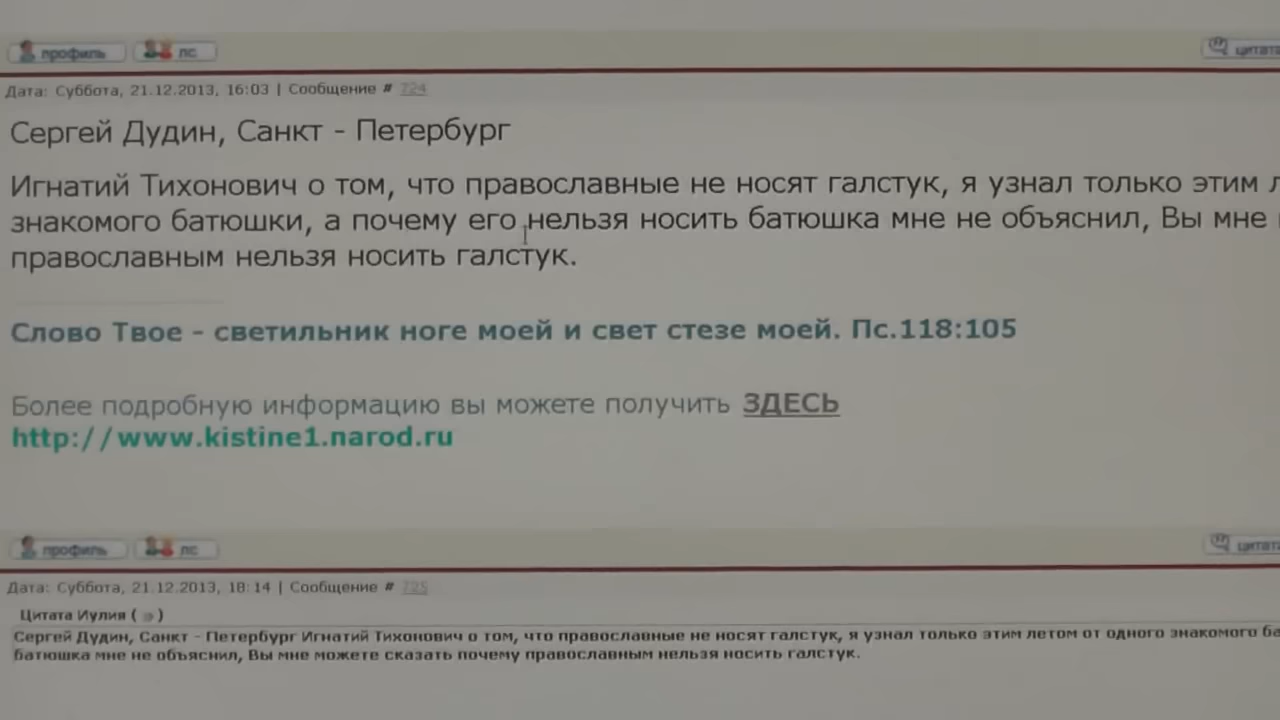 профиль пс цитата
Дата: Суббота, 21.12.2013, 16:03 | Сообщение # 724
Сергей Дудин, Санкт - Петербург
Игнатий Тихонович о том, что православные не носят галстук, я узнал только этим
знакомого батюшки, а почему его нельзя носить батюшка мне не объяснил, Вы мне
православным нельзя носить галстук.
Слово Твое - светильник ноге моей и свет стезе моей. Пс.118:105
Более подробную информацию вы можете получить ЗДЕСЬ
http://www.kistine1.narod.ru
профиль пс цитата
Дата: Суббота, 21.12.2013, 18:14 | Сообщение # 725
Цитата Иулия ( )
Сергей Дудин, Санкт - Петербург Игнатий Тихонович о том, что православные не носят галстук, я узнал только этим летом от одного знакомого
батюшка мне не объяснил, Вы мне можете сказать почему православным нельзя носить галстук.